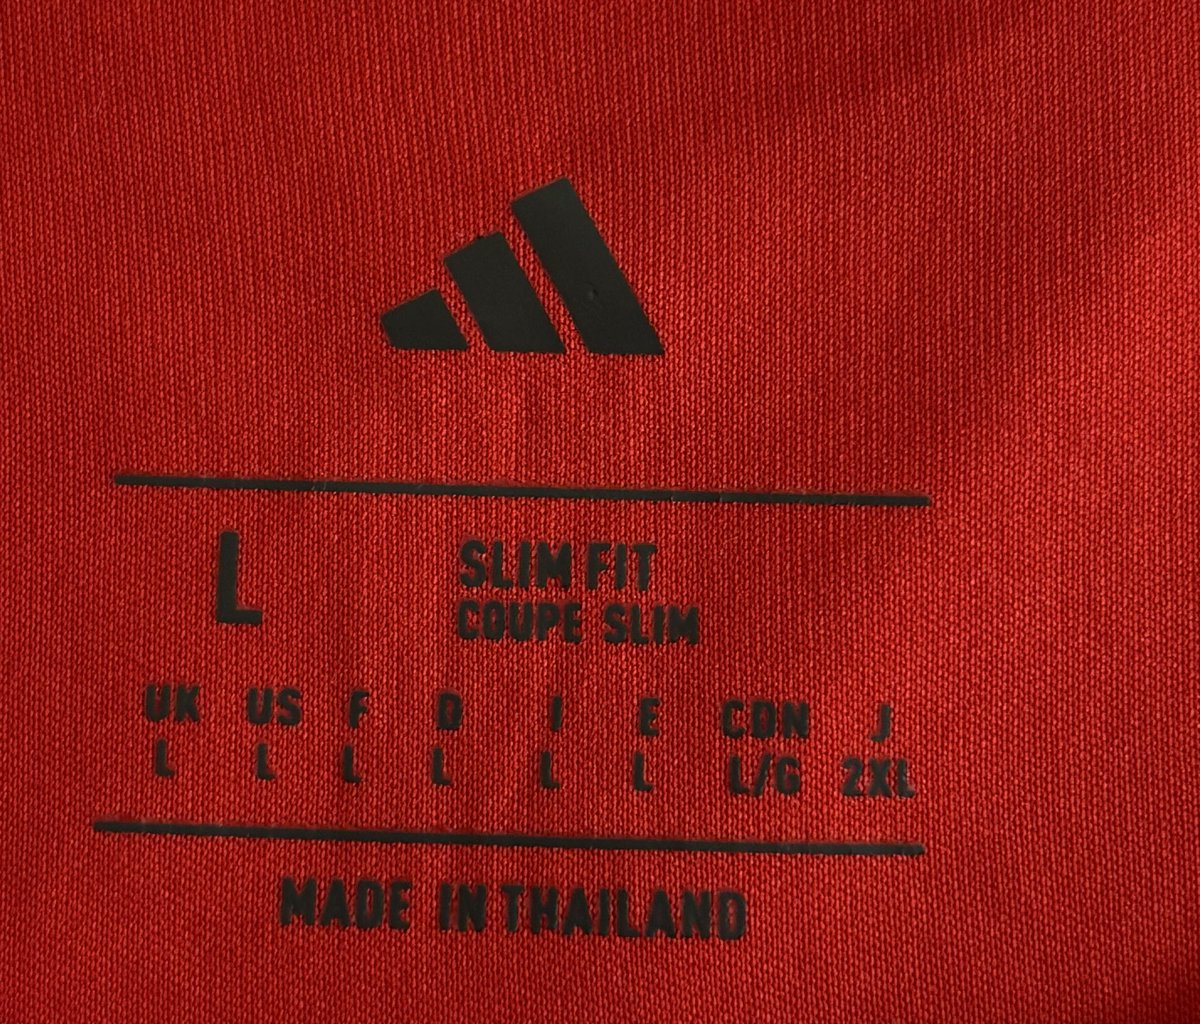 L
SLIM FIT
COUPE SLIM
UK US F D I E CDN J
L L L L L L L/G 2XL
MADE IN THAILAND